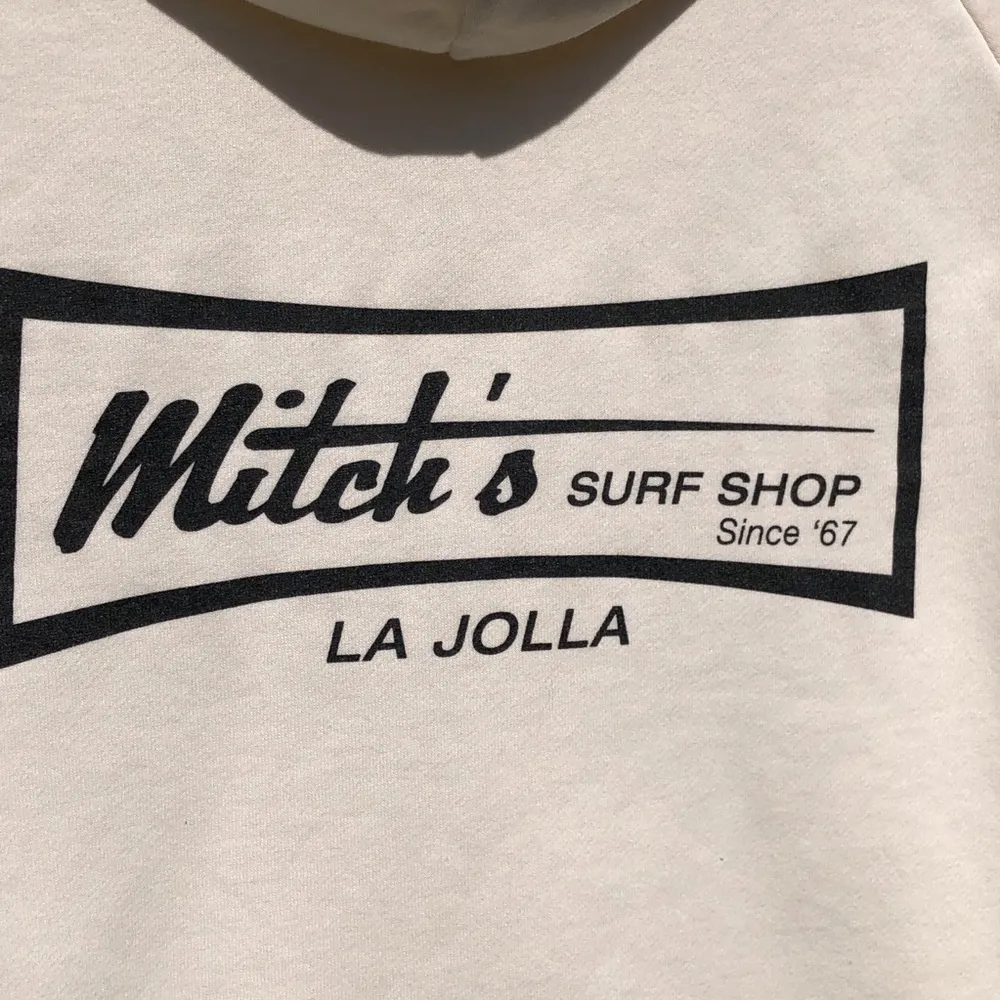 Mitch's SURF SHOP
Since ‘67
LA JOLLA